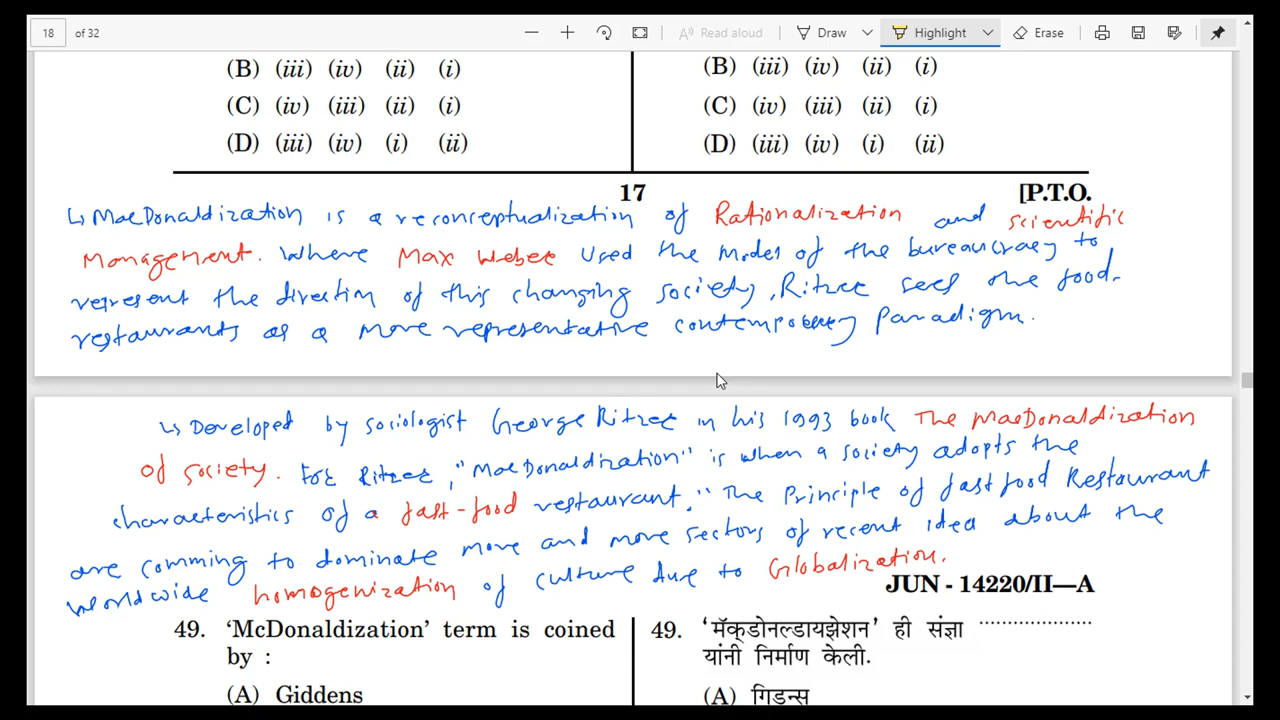 18 of 32 Read aloud Draw Highlight Erase
(B) (iii) (iv) (ii) (i)
(C) (iv) (iii) (ii) (i)
(D) (iii) (iv) (i) (ii)
(B) (iii) (iv) (ii) (i)
(C) (iv) (iii) (ii) (i)
(D) (iii) (iv) (i) (ii)
17 [P.T.O.
↳ MacDonaldization is a reconceptualization of Rationalization and scientific
Management. Where Max Weber used the modes of the bureaucracy to
represent the direction of this changing society, Ritzer sees the food-
restaurants as a more representative contemporary Paradigm.
↳ Developed by sociologist George Ritzer in his 1993 book The MacDonaldization
of society. For Ritzer, "MacDonaldization" is when a society adopts the
characteristics of a fast-food restaurant. "The Principle of fastfood Restaurant
are comming to dominate more and more sectors of recent idea about the
worldwide homogenization of culture due to Globalization.
JUN - 14220/II—A
49. 'McDonaldization' term is coined
by :
(A) Giddens
49. 'मॅक्डोनल्डायझेशन' ही संज्ञा ......................
यांनी निर्माण केली.
(A) गिडन्स